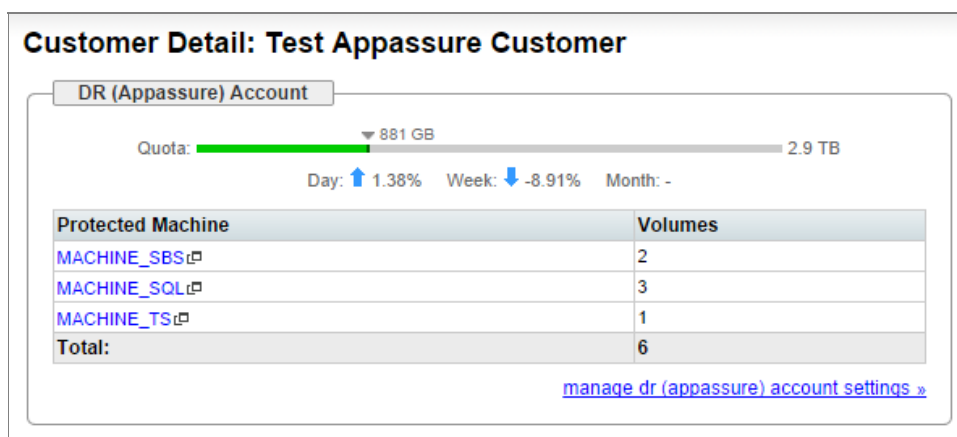 Customer Detail: Test Appassure Customer
DR (Appassure) Account
881 GB
Quota: 2.9 TB
Day: 1.38% Week: -8.91% Month: -
Protected Machine Volumes
MACHINE_SBS 2
MACHINE_SQL 3
MACHINE_TS 1
Total: 6
manage dr (appassure) account settings »